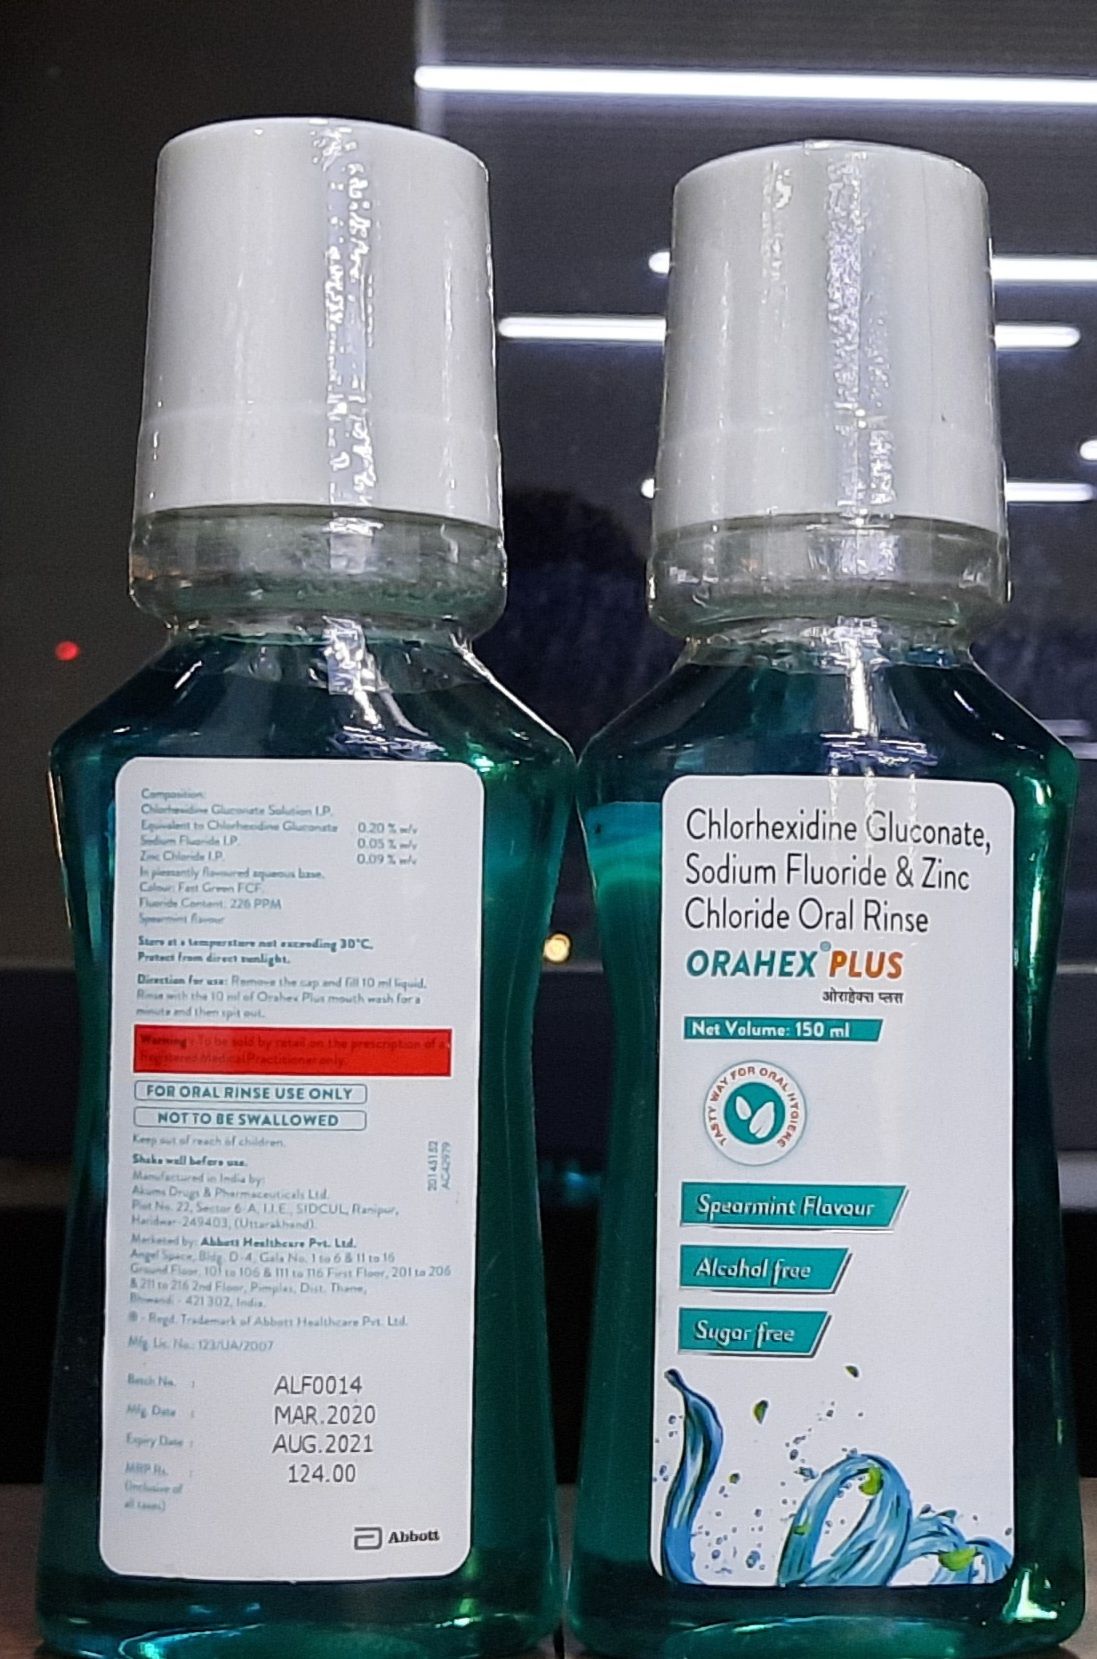 Composition:
Chlorhexidine Gluconate Solution I.P.
Equivalent to Chlorhexidine Gluconate 0.20 % w/v
Sodium Fluoride I.P. 0.05 % w/v
Zinc Chloride I.P. 0.09 % w/v
In pleasantly flavoured aqueous base.
Colour: Fast Green FCF.
Fluoride Content: 226 PPM
Spearmint flavour
Store at a temperature not exceeding 30°C.
Protect from direct sunlight.
Direction for use: Remove the cap and fill 10 ml liquid.
Rinse with the 10 ml of Orahex Plus mouth wash for a
minute and then spit out.
Warning : To be sold by retail on the prescription of a
Registered Medical Practitioner only.
FOR ORAL RINSE USE ONLY
NOT TO BE SWALLOWED
Keep out of reach of children.
Shake well before use.
Manufactured in India by:
Akums Drugs & Pharmaceuticals Ltd.
Plot No. 22, Sector 6-A, I.I.E., SIDCUL, Ranipur,
Haridwar-249403, (Uttarakhand).
Marketed by: Abbott Healthcare Pvt. Ltd.
Angel Space, Bldg. D-4, Gala No. 1 to 6 & 11 to 16
Ground Floor, 101 to 106 & 111 to 116 First Floor, 201 to 206
& 211 to 216 2nd Floor, Pimplas, Dist. Thane,
Bhiwandi - 421 302, India.
® - Regd. Trademark of Abbott Healthcare Pvt. Ltd.
Mfg. Lic. No.: 123/UA/2007
Batch No. : ALF0014
Mfg. Date : MAR.2020
Expiry Date : AUG.2021
MRP Rs. : 124.00
(Inclusive of
all taxes)
Abbott
Chlorhexidine Gluconate,
Sodium Fluoride & Zinc
Chloride Oral Rinse
ORAHEX® PLUS
ओराहेक्स प्लस
Net Volume: 150 ml
TASTY WAY FOR ORAL HYGIENE
Spearmint Flavour
Alcohol free
Sugar free